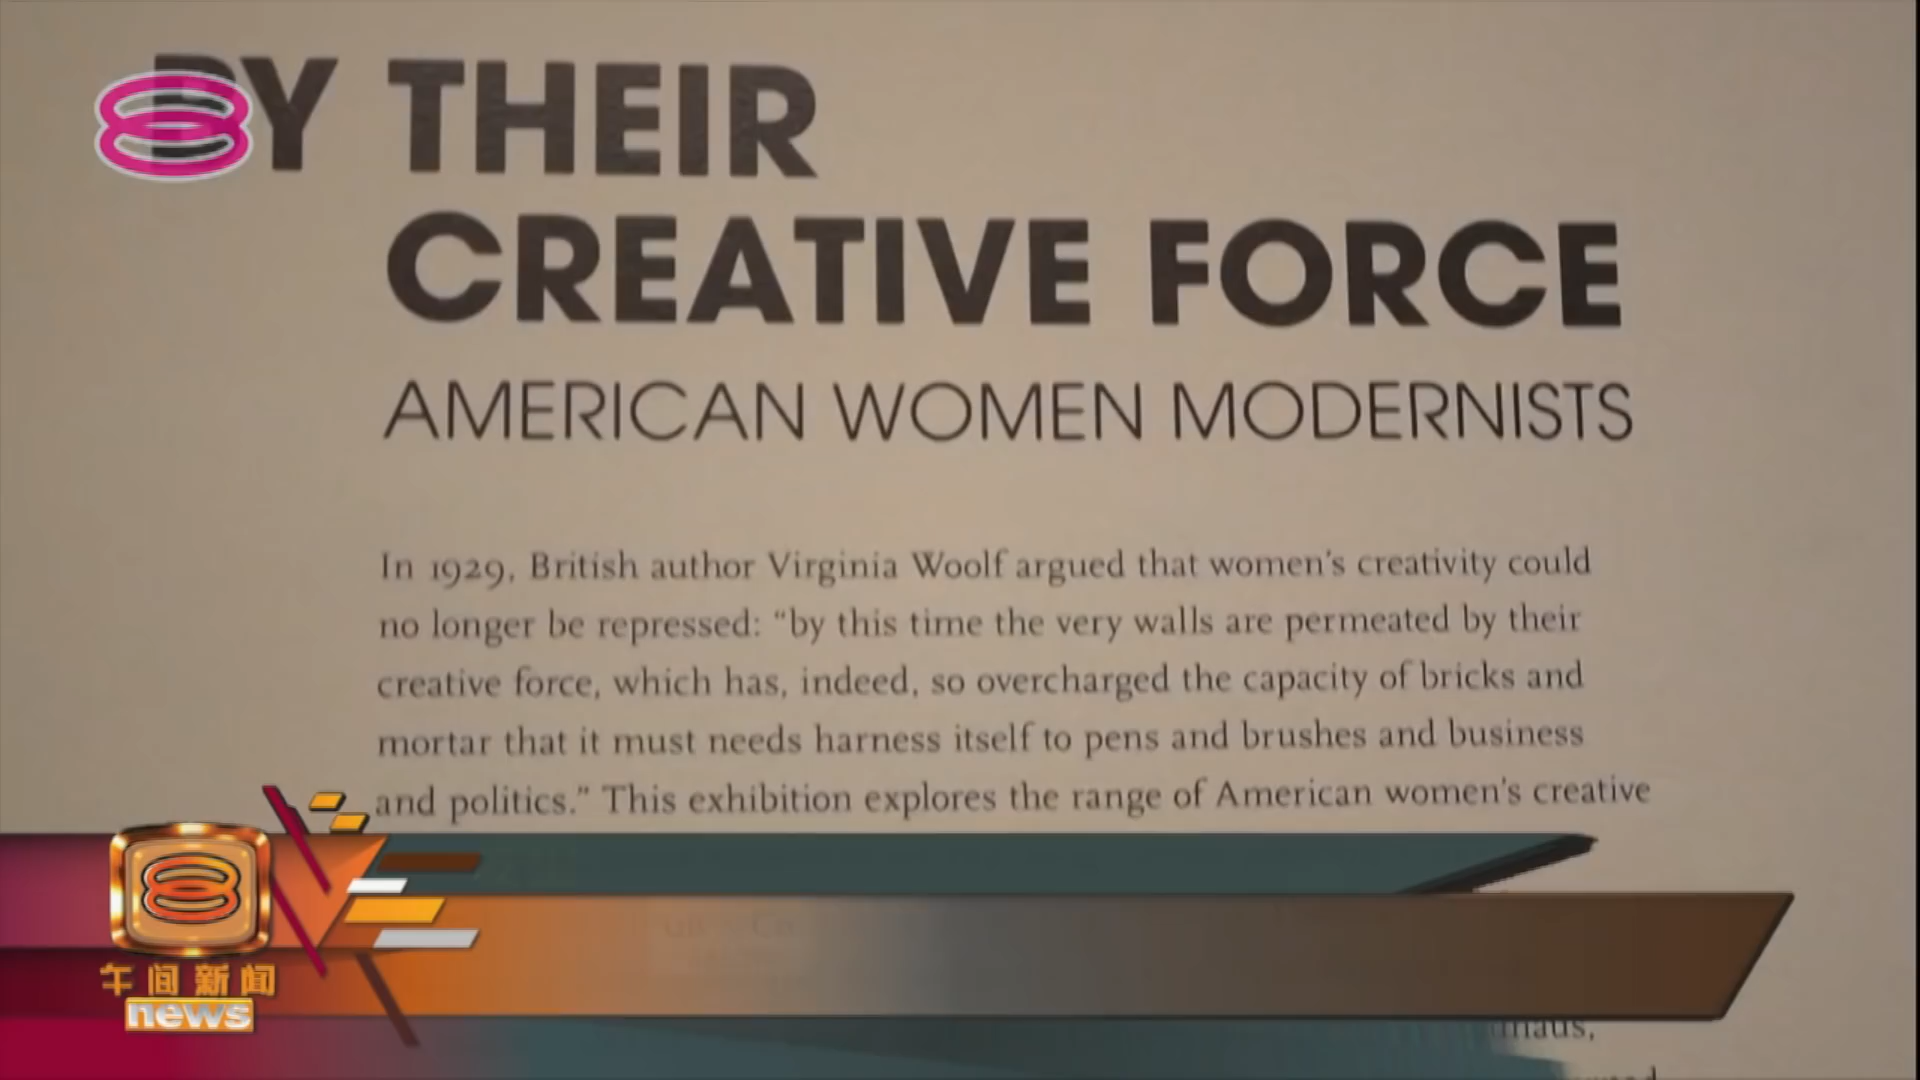 BY THEIR
CREATIVE FORCE
AMERICAN WOMEN MODERNISTS
In 1929, British author Virginia Woolf argued that women's creativity could
no longer be repressed: “by this time the very walls are permeated by their
creative force, which has, indeed, so overcharged the capacity of bricks and
mortar that it must needs harness itself to pens and brushes and business
and politics.” This exhibition explores the range of American women's creative
午间新闻
news